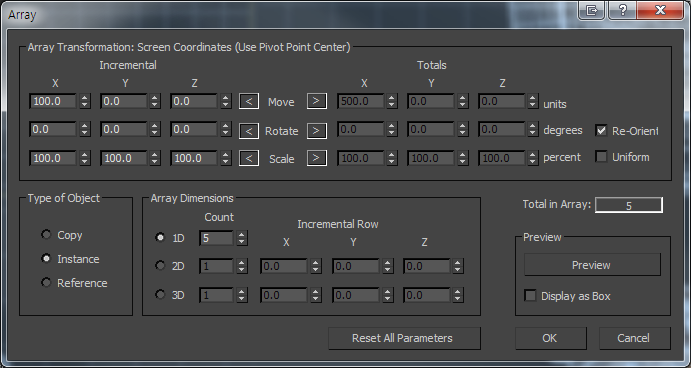 Array
Array Transformation: Screen Coordinates (Use Pivot Point Center)
Incremental Totals
X Y Z X Y Z
100.0 0.0 0.0 < Move > 500.0 0.0 0.0 units
0.0 0.0 0.0 < Rotate > 0.0 0.0 0.0 degrees Re-Orient
100.0 100.0 100.0 < Scale > 100.0 100.0 100.0 percent Uniform
Type of Object
Copy
Instance
Reference
Array Dimensions
Count Incremental Row
1D 5 X Y Z
2D 1 0.0 0.0 0.0
3D 1 0.0 0.0 0.0
Total in Array: 5
Preview
Preview
Display as Box
Reset All Parameters OK Cancel